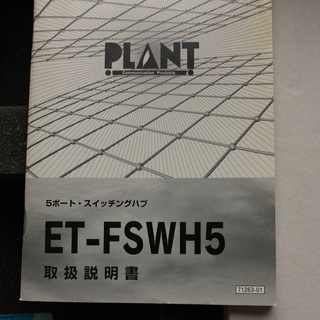 PLANT
Communication Products
5ポート・スイッチングハブ
ET-FSWH5
取扱説明書
71263-01